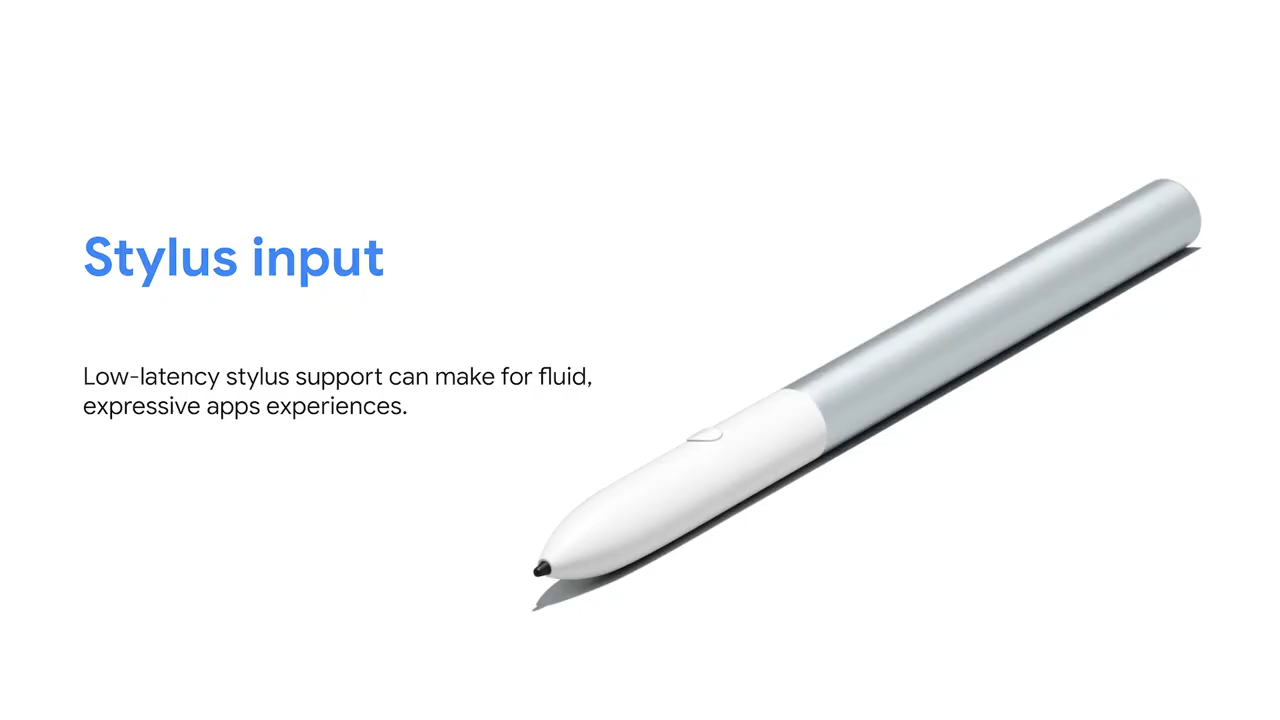 Stylus input
Low-latency stylus support can make for fluid,
expressive apps experiences.